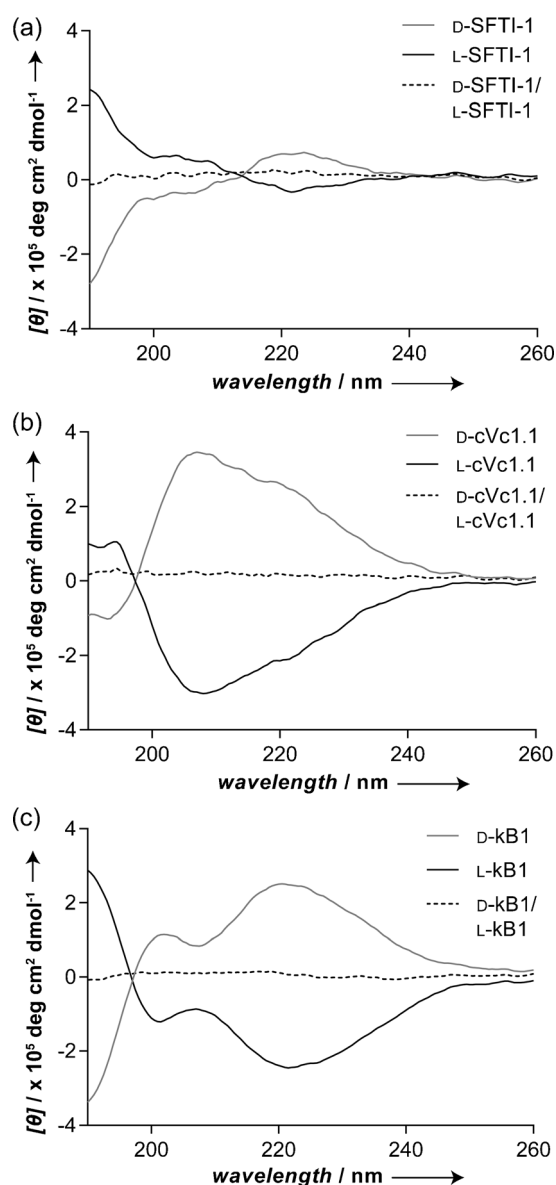 (a)
D-SFTI-1
L-SFTI-1
D-SFTI-1/
L-SFTI-1
[θ] / x 10⁵ deg cm² dmol⁻¹ →
4
2
0
-2
-4
200
220
240
260
wavelength / nm →
(b)
D-cVc1.1
L-cVc1.1
D-cVc1.1/
L-cVc1.1
[θ] / x 10⁵ deg cm² dmol⁻¹ →
4
2
0
-2
-4
200
220
240
260
wavelength / nm →
(c)
D-kB1
L-kB1
D-kB1/
L-kB1
[θ] / x 10⁵ deg cm² dmol⁻¹ →
4
2
0
-2
-4
200
220
240
260
wavelength / nm →